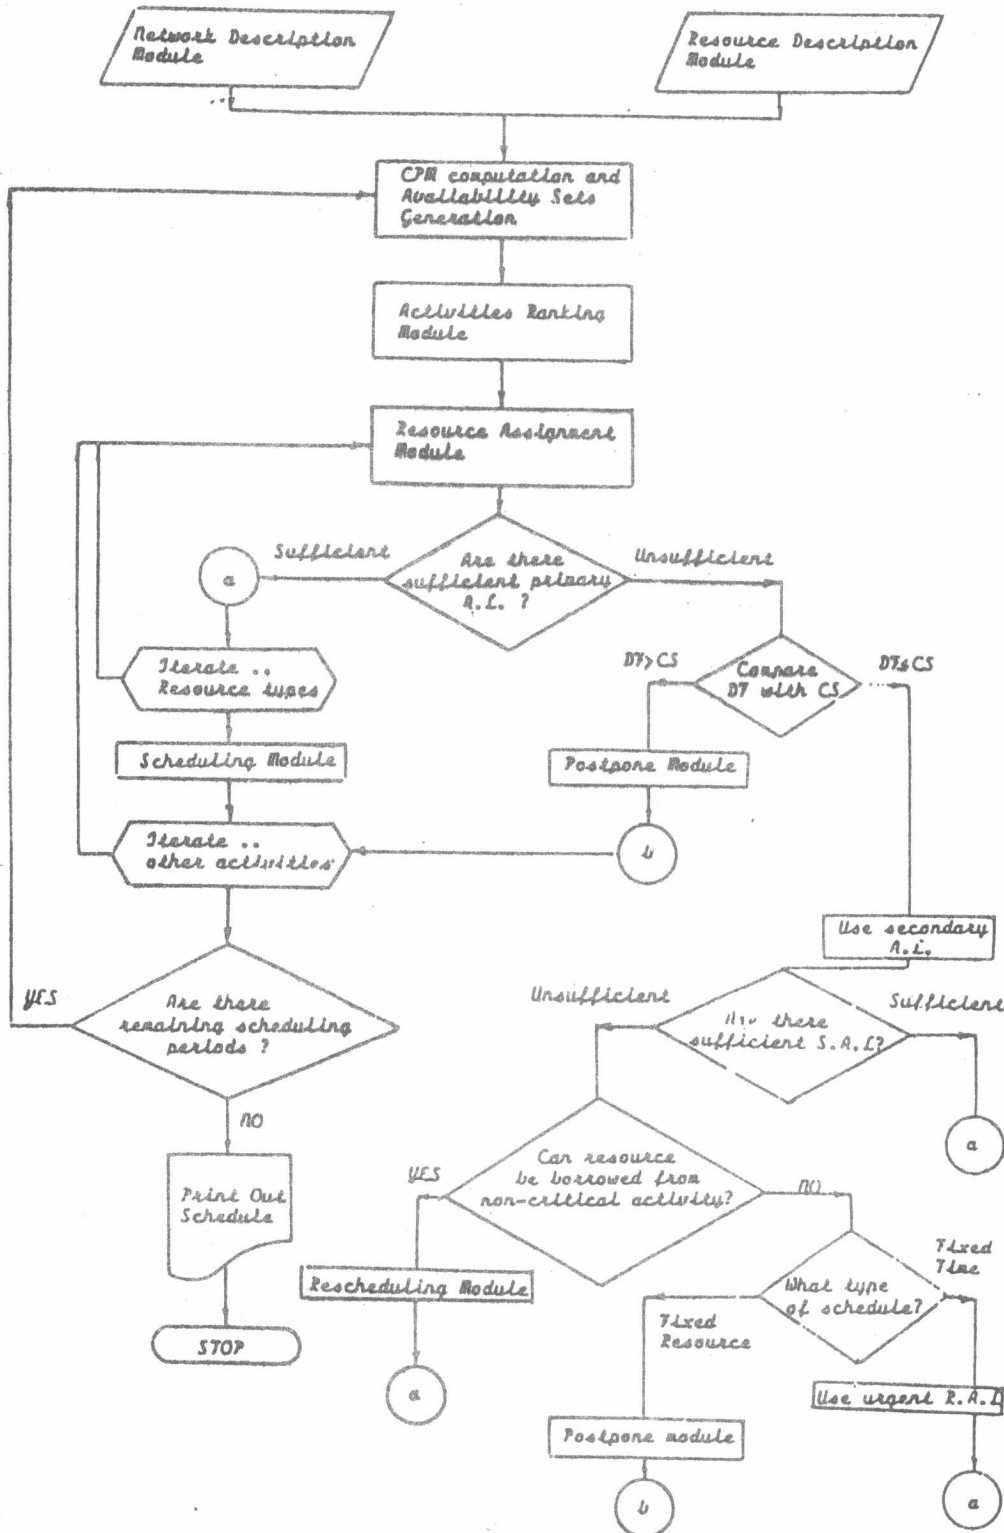 Network Description
Module
Resource Description
Module
CPM computation and
Availability Sets
Generation
Activities Ranking
Module
Resource Assignment
Module
Sufficient
Are there
sufficient primary
A.L. ?
Unsufficient
a
Iterate ..
Resource types
DT>CS
Compare
DT with CS
DT≤CS
Scheduling Module
Postpone Module
Iterate ..
other activities
b
Use secondary
A.L.
YES
Are there
remaining scheduling
periods ?
Unsufficient
Are there
sufficient S.A.L?
Sufficient
NO
a
YES
Can resource
be borrowed from
non-critical activity?
NO
Print Out
Schedule
Fixed
Time
Rescheduling Module
What type
of schedule?
Fixed
Resource
STOP
a
Use urgent R.A.L
Postpone module
b
a